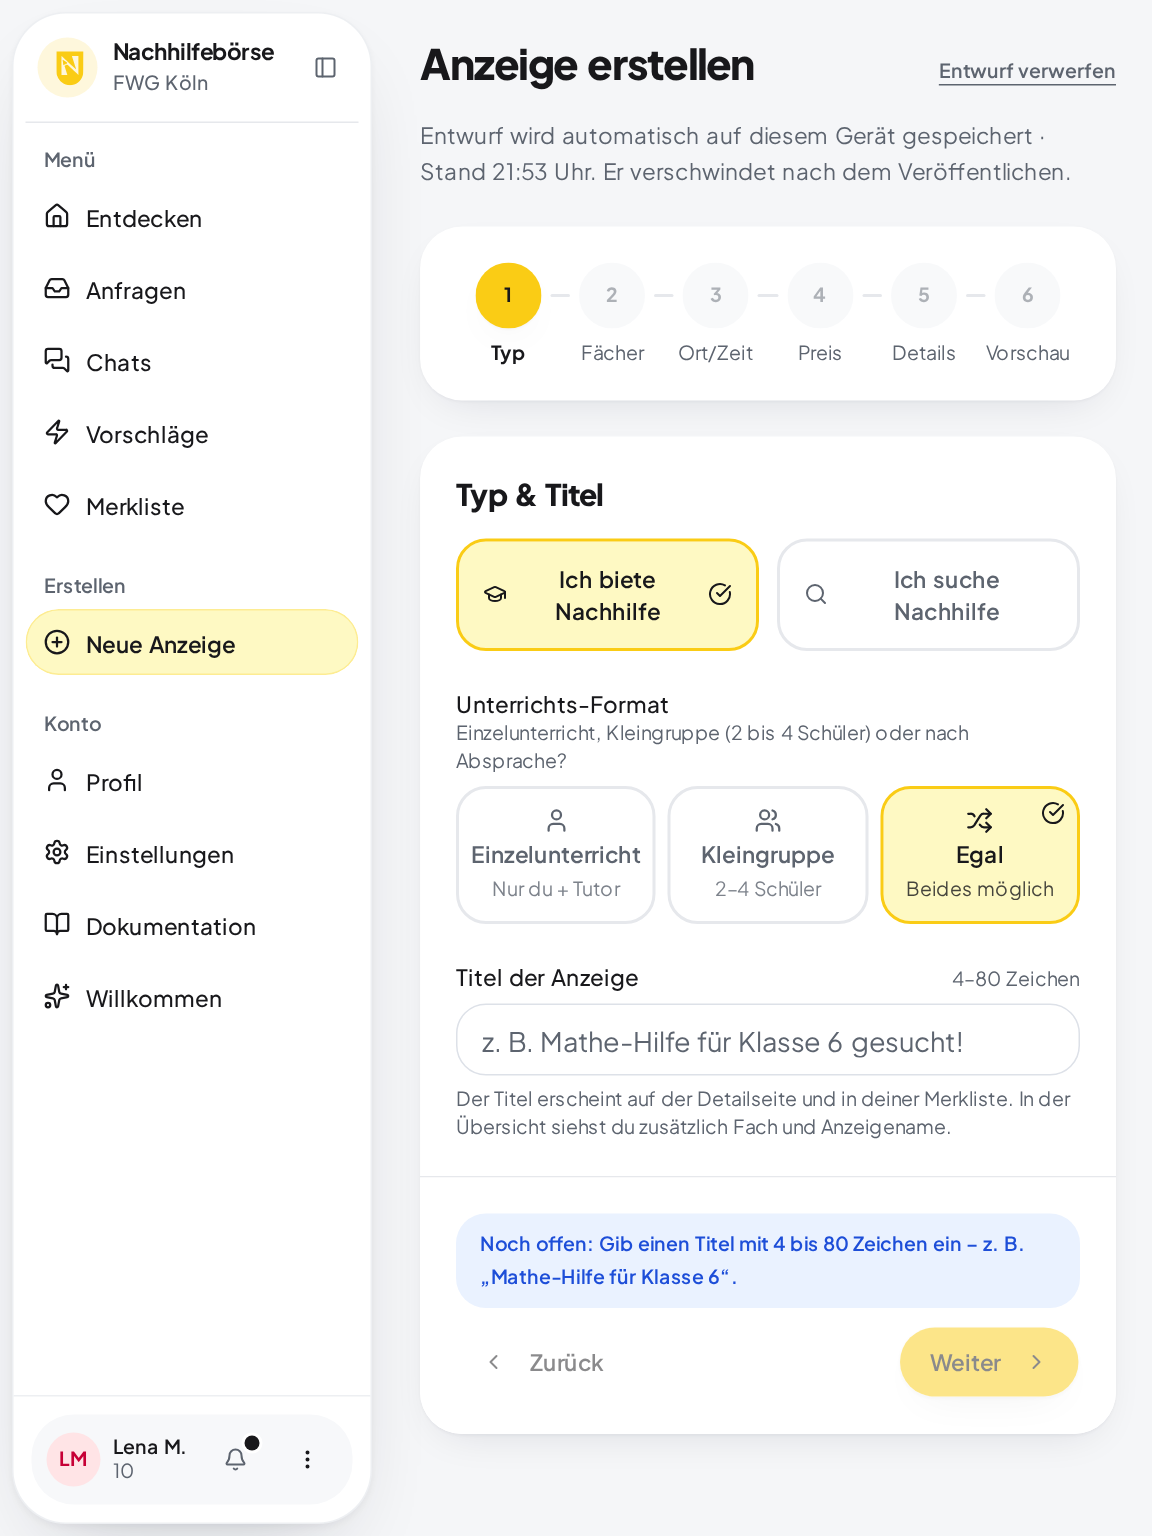 Nachhilfebörse
FWG Köln
Menü
Entdecken
Anfragen
Chats
Vorschläge
Merkliste
Erstellen
Neue Anzeige
Konto
Profil
Einstellungen
Dokumentation
Willkommen
LM
Lena M.
10
Anzeige erstellen
Entwurf verwerfen
Entwurf wird automatisch auf diesem Gerät gespeichert ·
Stand 21:53 Uhr. Er verschwindet nach dem Veröffentlichen.
1
2
3
4
5
6
Typ
Fächer
Ort/Zeit
Preis
Details
Vorschau
Typ & Titel
Ich biete
Nachhilfe
Ich suche
Nachhilfe
Unterrichts-Format
Einzelunterricht, Kleingruppe (2 bis 4 Schüler) oder nach
Absprache?
Einzelunterricht
Nur du + Tutor
Kleingruppe
2–4 Schüler
Egal
Beides möglich
Titel der Anzeige
4–80 Zeichen
z. B. Mathe-Hilfe für Klasse 6 gesucht!
Der Titel erscheint auf der Detailseite und in deiner Merkliste. In der
Übersicht siehst du zusätzlich Fach und Anzeigename.
Noch offen: Gib einen Titel mit 4 bis 80 Zeichen ein – z. B.
„Mathe-Hilfe für Klasse 6“.
Zurück
Weiter